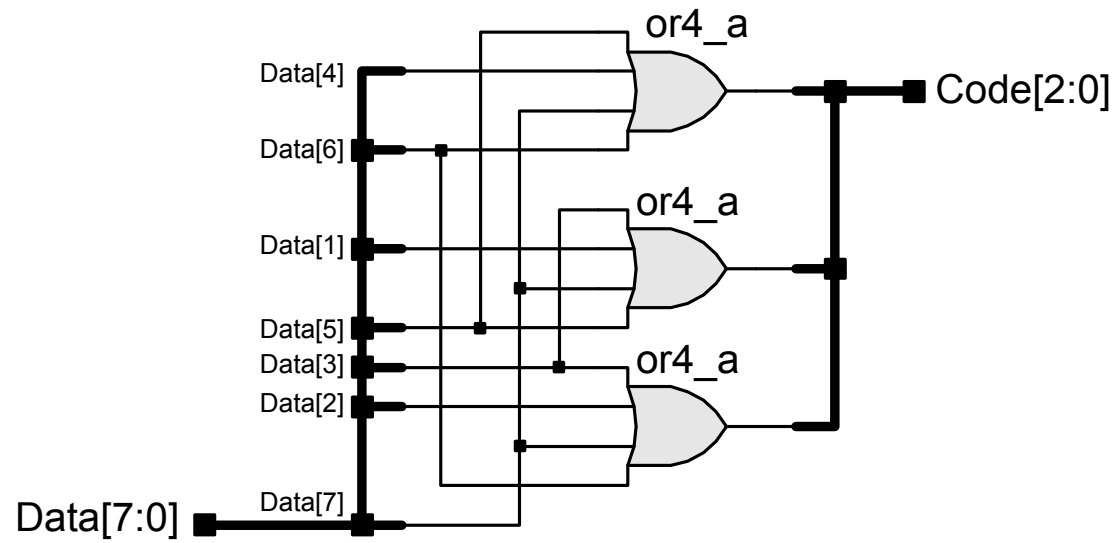 or4_a
Data[4]
Code[2:0]
Data[6]
or4_a
Data[1]
Data[5]
Data[3]
or4_a
Data[2]
Data[7]
Data[7:0]